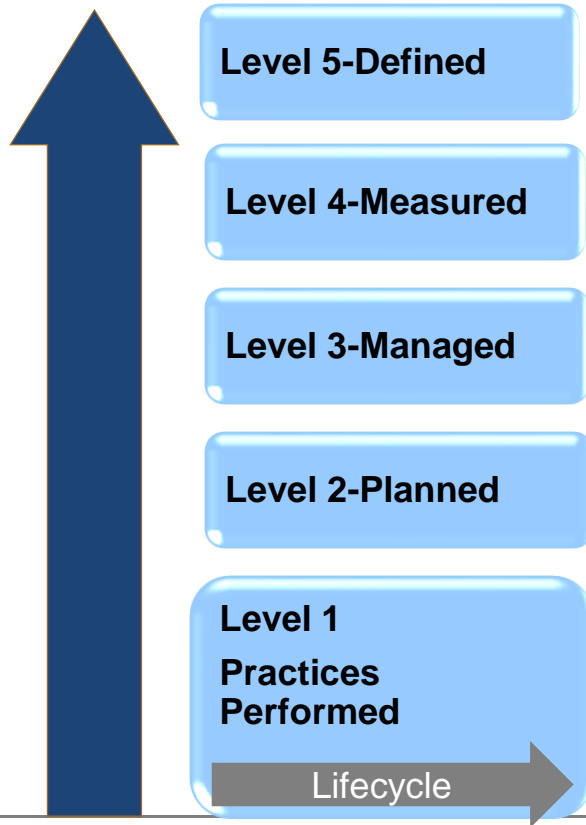 Level 5-Defined
Level 4-Measured
Level 3-Managed
Level 2-Planned
Level 1
Practices
Performed
Lifecycle